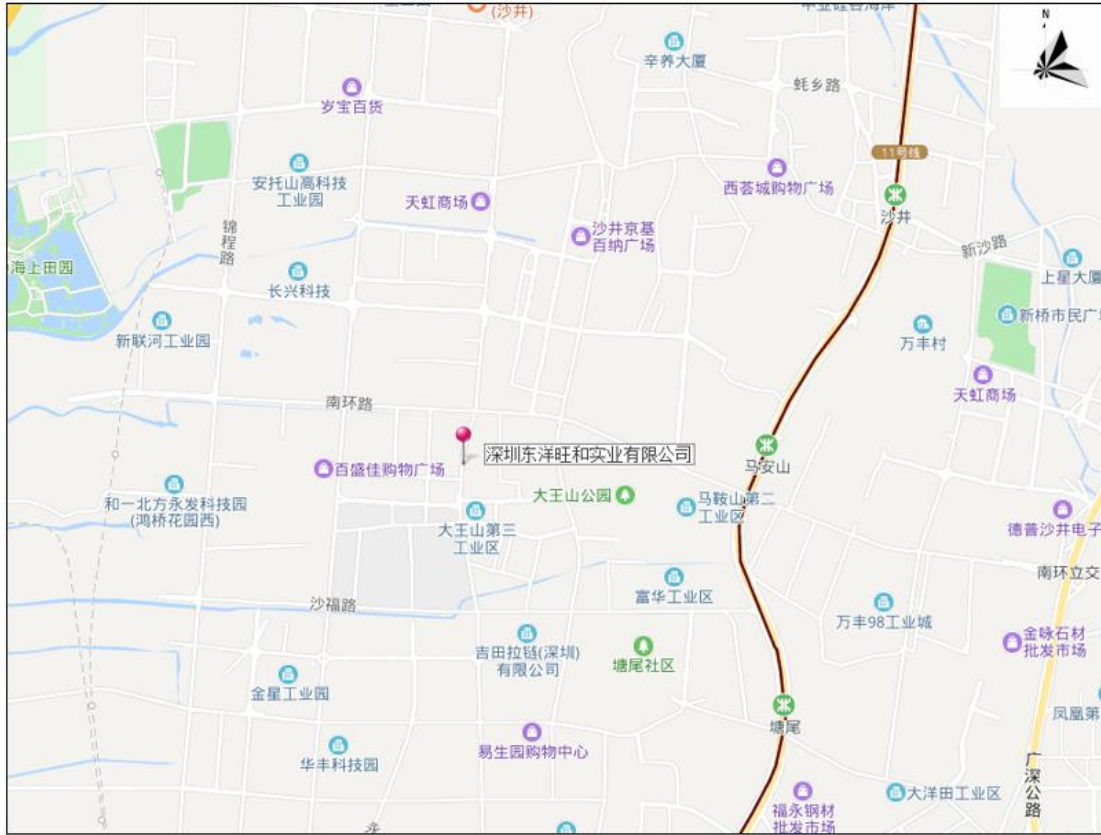 (沙井)
N
辛养大厦
蚝乡路
岁宝百货
11号线
安托山高科技
工业园
西荟城购物广场
天虹商场
沙井
锦程路
沙井京基
百纳广场
新沙路
海上田园
上星大厦
长兴科技
新桥市民广
新联河工业园
万丰村
天虹商场
南环路
深圳东洋旺和实业有限公司
马安山
百盛佳购物广场
大王山公园
马鞍山第二
工业区
和一北方永发科技园
(鸿桥花园西)
大王山第三
工业区
德普沙井电子
南环立交
富华工业区
沙福路
万丰98工业城
吉田拉链(深圳)
有限公司
塘尾社区
金咏石材
批发市场
金星工业园
凤凰第
塘尾
易生园购物中心
华丰科技园
广深公路
大洋田工业区
福永钢材
批发市场
永